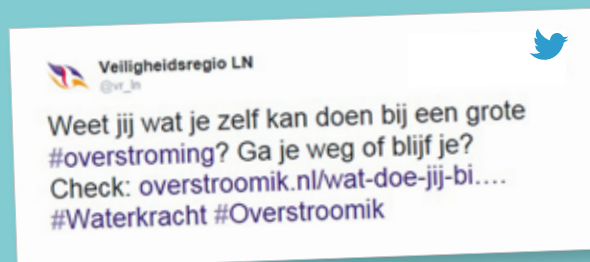 Veiligheidsregio LN
@vr_ln
Weet jij wat je zelf kan doen bij een grote
#overstroming? Ga je weg of blijf je?
Check: overstroomik.nl/wat-doe-jij-bi....
#Waterkracht #Overstroomik